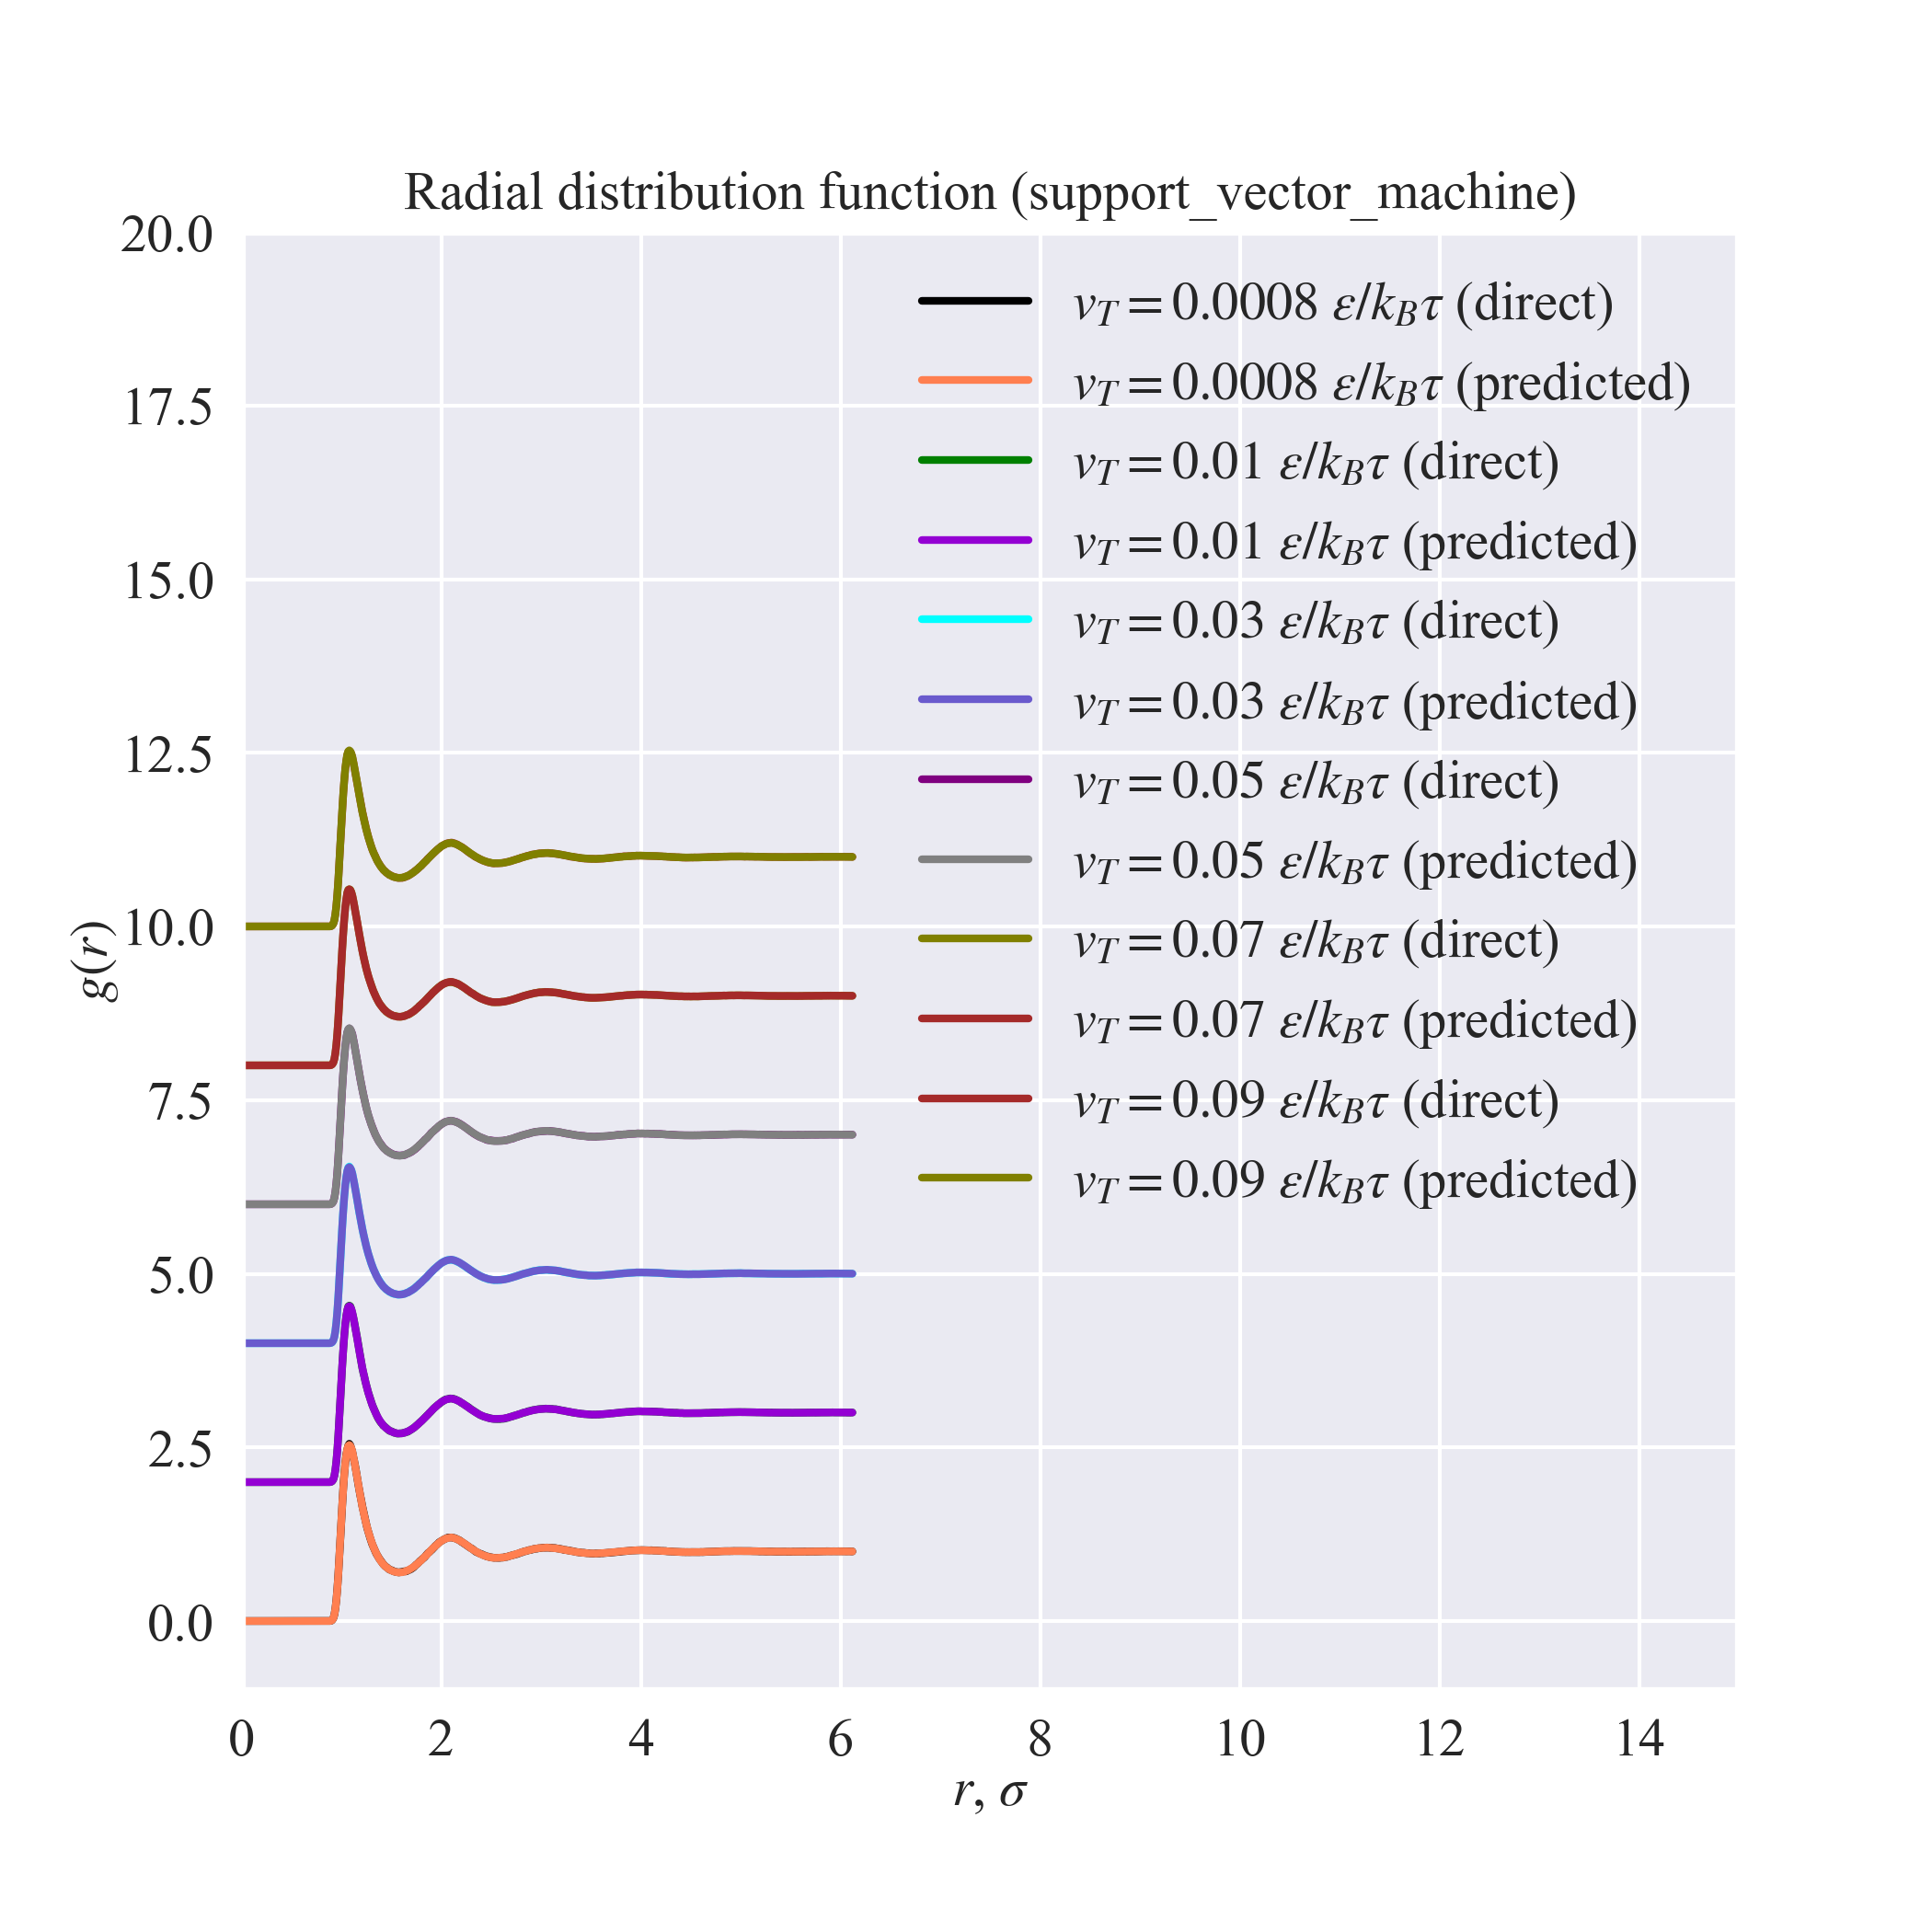 Radial distribution function (support_vector_machine)
20.0
17.5
15.0
12.5
10.0
7.5
5.0
2.5
0.0
g(r)
v_T = 0.0008 ε/k_Bτ (direct)
v_T = 0.0008 ε/k_Bτ (predicted)
v_T = 0.01 ε/k_Bτ (direct)
v_T = 0.01 ε/k_Bτ (predicted)
v_T = 0.03 ε/k_Bτ (direct)
v_T = 0.03 ε/k_Bτ (predicted)
v_T = 0.05 ε/k_Bτ (direct)
v_T = 0.05 ε/k_Bτ (predicted)
v_T = 0.07 ε/k_Bτ (direct)
v_T = 0.07 ε/k_Bτ (predicted)
v_T = 0.09 ε/k_Bτ (direct)
v_T = 0.09 ε/k_Bτ (predicted)
0 2 4 6 8 10 12 14
r, σ